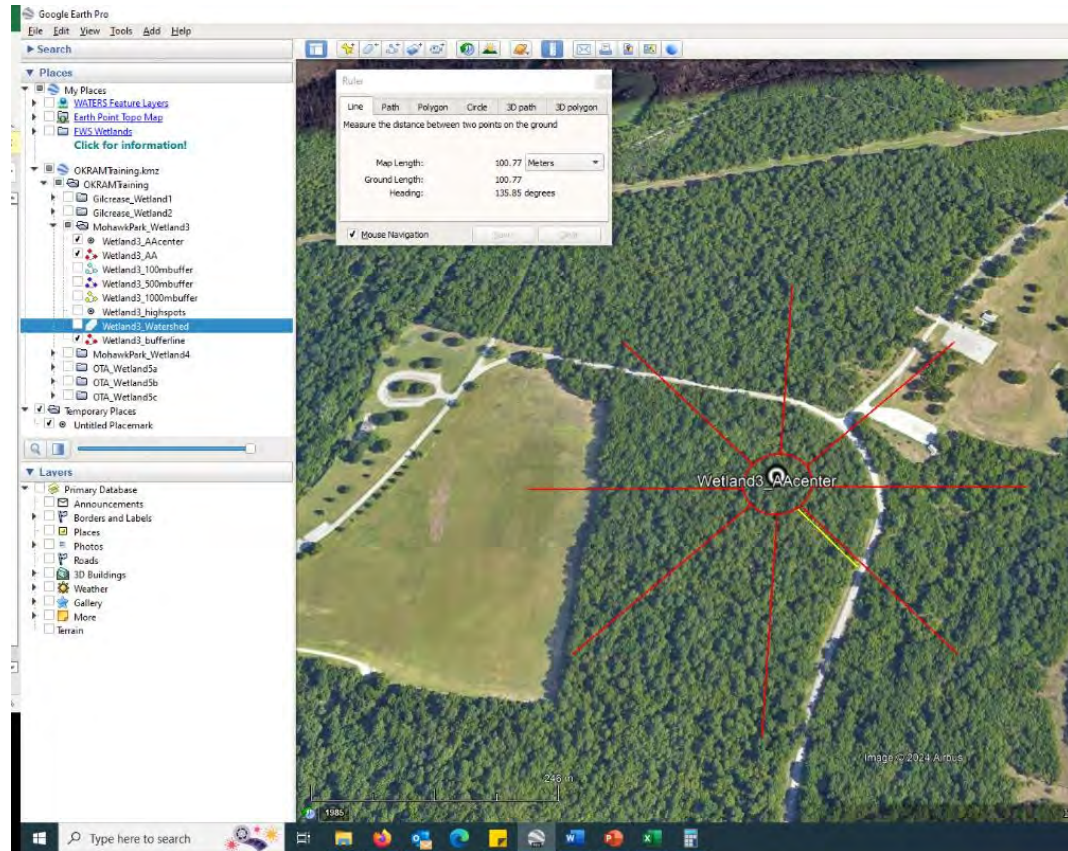 Google Earth Pro
File Edit View Tools Add Help
Search
Places
My Places
WATERS Feature Layers
Earth Point Topo Map
FWS Wetlands
Click for information!
OKRAMTraining.kmz
OKRAMTraining
Gilcrease_Wetland1
Gilcrease_Wetland2
MohawkPark_Wetland3
Wetland3_AAcenter
Wetland3_AA
Wetland3_100mbuffer
Wetland3_500mbuffer
Wetland3_1000mbuffer
Wetland3_highspots
Wetland3_Watershed
Wetland3_bufferline
MohawkPark_Wetland4
OTA_Wetland5a
OTA_Wetland5b
OTA_Wetland5c
Temporary Places
Untitled Placemark
Layers
Primary Database
Announcements
Borders and Labels
Places
Photos
Roads
3D Buildings
Weather
Gallery
More
Terrain
Ruler
Line Path Polygon Circle 3D path 3D polygon
Measure the distance between two points on the ground
Map Length: 100.77 Meters
Ground Length: 100.77
Heading: 135.85 degrees
Mouse Navigation Save Clear
Wetland3_AAcenter
Image © 2024 Airbus
246 m
1985
Type here to search